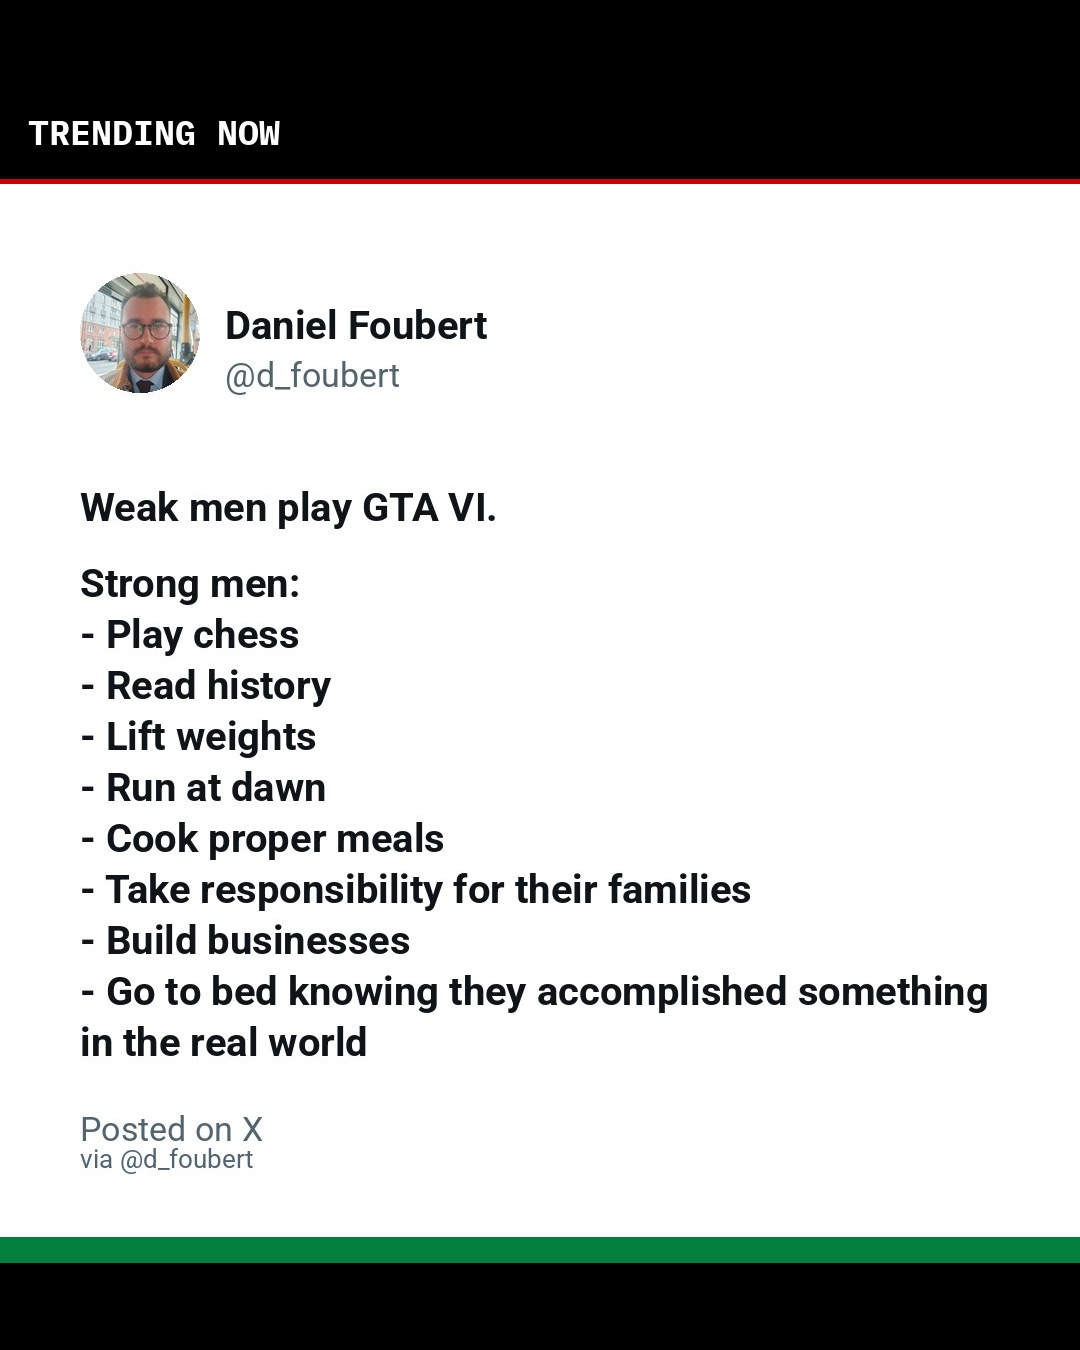 TRENDING NOW
Daniel Foubert
@d_foubert
Weak men play GTA VI.
Strong men:
- Play chess
- Read history
- Lift weights
- Run at dawn
- Cook proper meals
- Take responsibility for their families
- Build businesses
- Go to bed knowing they accomplished something
in the real world
Posted on X
via @d_foubert